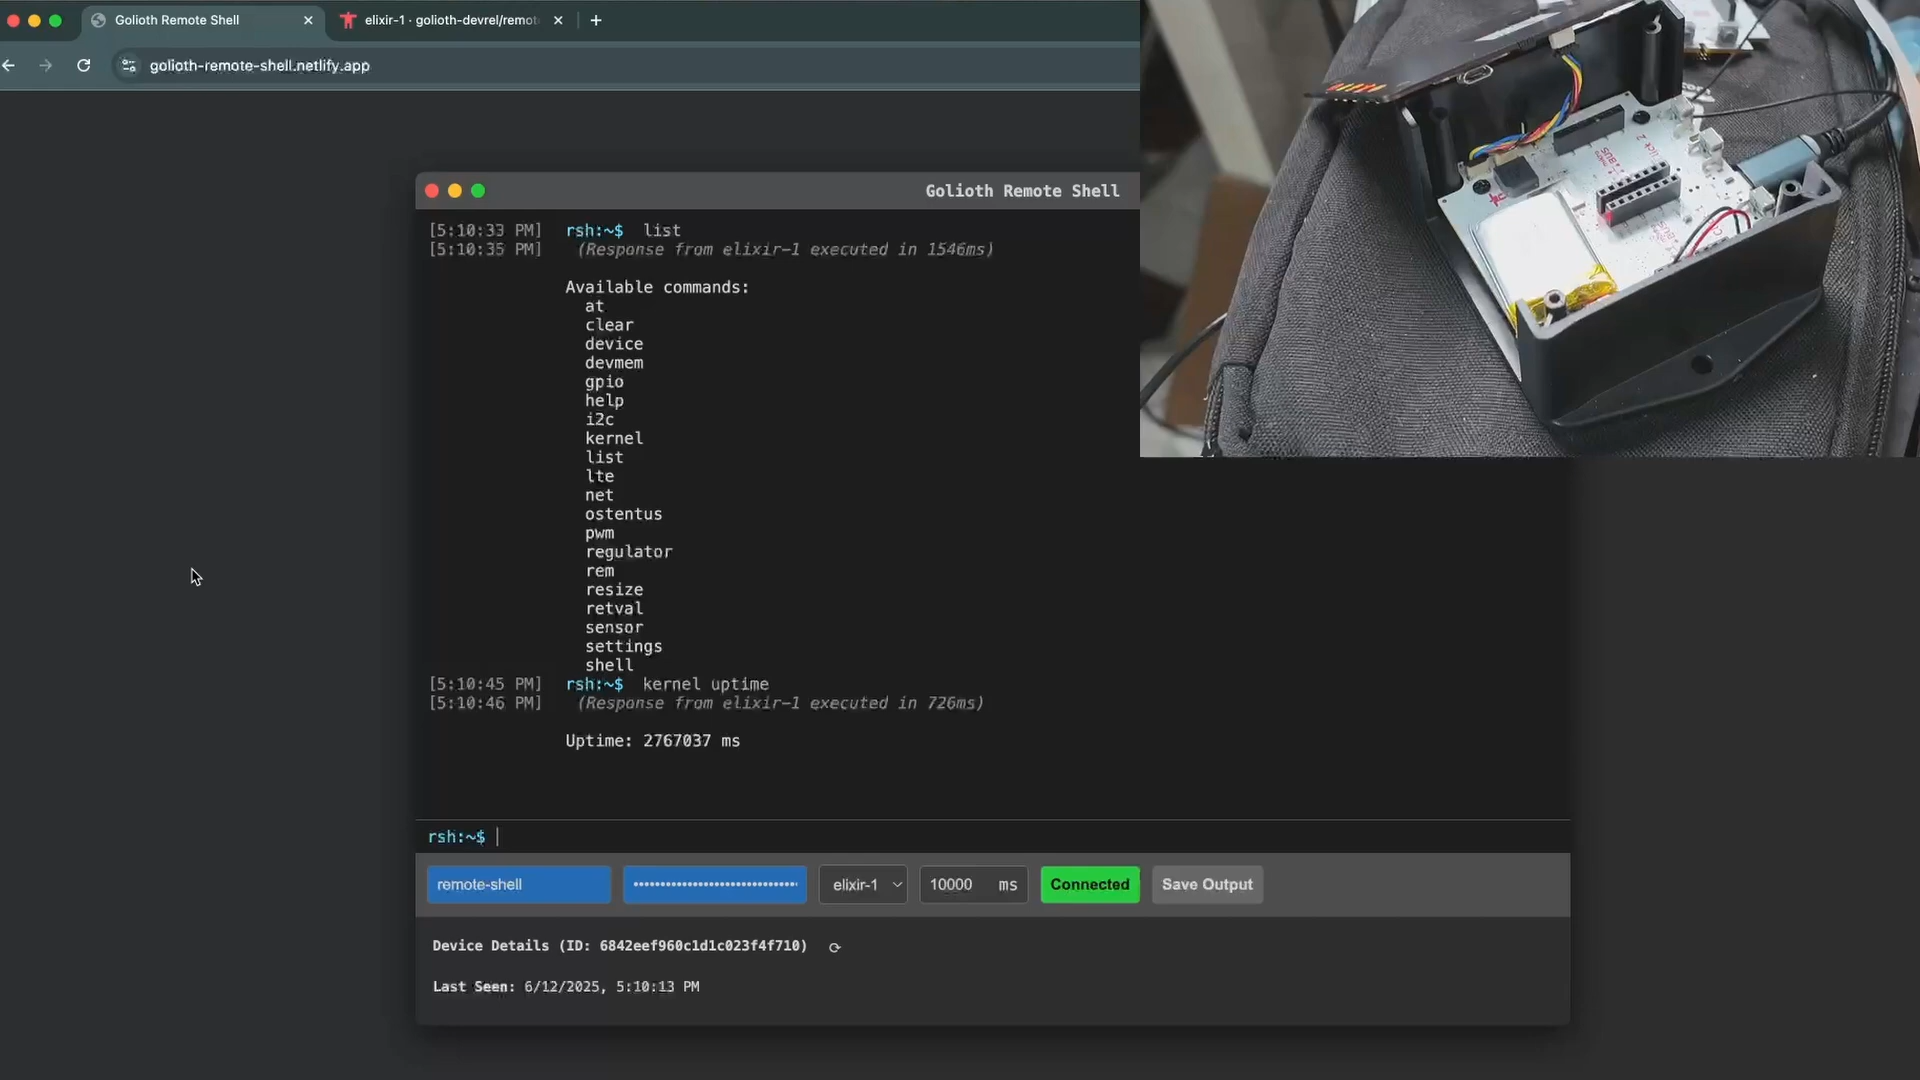 Golioth Remote Shell
elixir-1 · golioth-devrel/remot
golioth-remote-shell.netlify.app
Golioth Remote Shell
[5:10:33 PM] rsh:~$ list
[5:10:35 PM] (Response from elixir-1 executed in 1546ms)
Available commands:
at
clear
device
devmem
gpio
help
i2c
kernel
list
lte
net
ostentus
pwm
regulator
rem
resize
retval
sensor
settings
shell
[5:10:45 PM] rsh:~$ kernel uptime
[5:10:46 PM] (Response from elixir-1 executed in 726ms)
Uptime: 2767037 ms
rsh:~$
remote-shell
elixir-1
10000 ms
Connected
Save Output
Device Details (ID: 6842eef960c1d1c023f4f710)
Last Seen: 6/12/2025, 5:10:13 PM